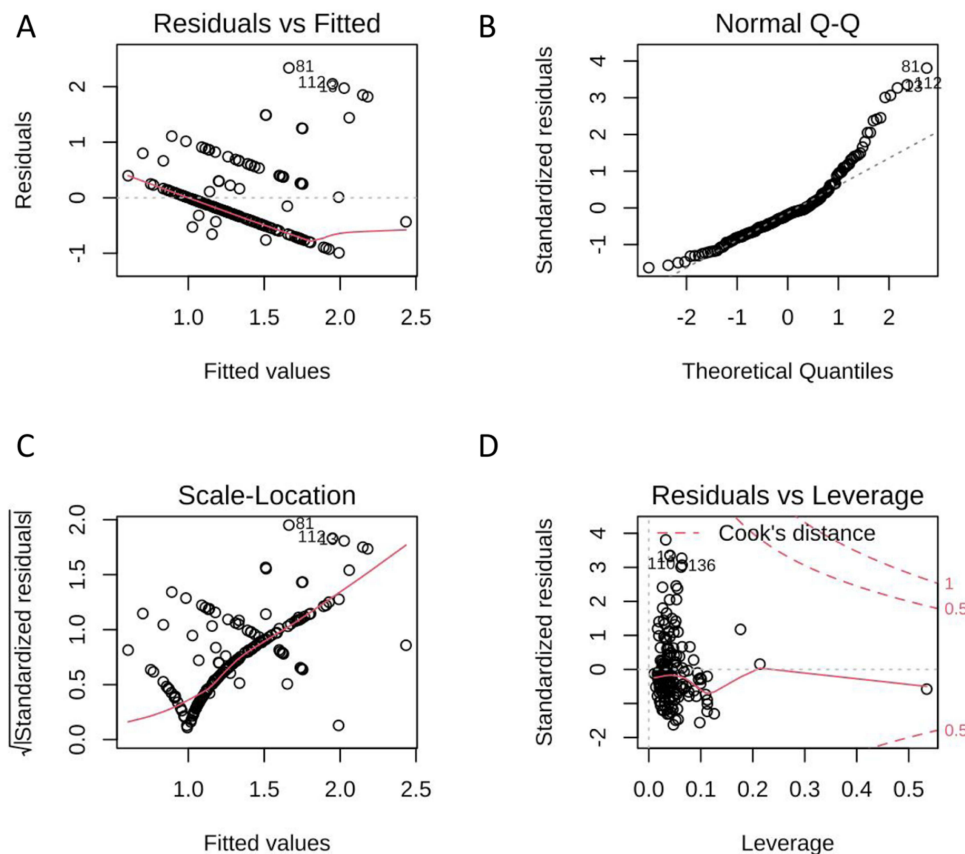 A
Residuals vs Fitted
Residuals
2
1
0
-1
81
112
13
1.0 1.5 2.0 2.5
Fitted values
B
Normal Q-Q
Standardized residuals
4
3
2
1
0
-1
81
13 112
-2 -1 0 1 2
Theoretical Quantiles
C
Scale-Location
√|Standardized residuals|
2.0
1.5
1.0
0.5
0.0
81
112
1.0 1.5 2.0 2.5
Fitted values
D
Residuals vs Leverage
Standardized residuals
4
3
2
1
0
-2
Cook's distance
110 136
1
0.5
0.5
0.0 0.1 0.2 0.3 0.4 0.5
Leverage